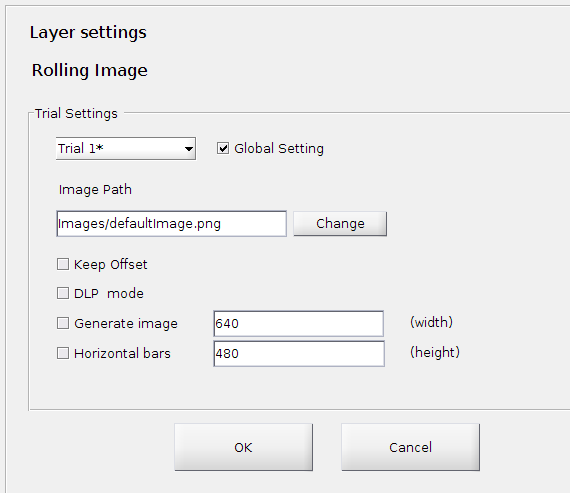 Layer settings
Rolling Image
Trial Settings
Trial 1*
Global Setting
Image Path
Images/defaultImage.png
Change
Keep Offset
DLP mode
Generate image 640 (width)
Horizontal bars 480 (height)
OK Cancel